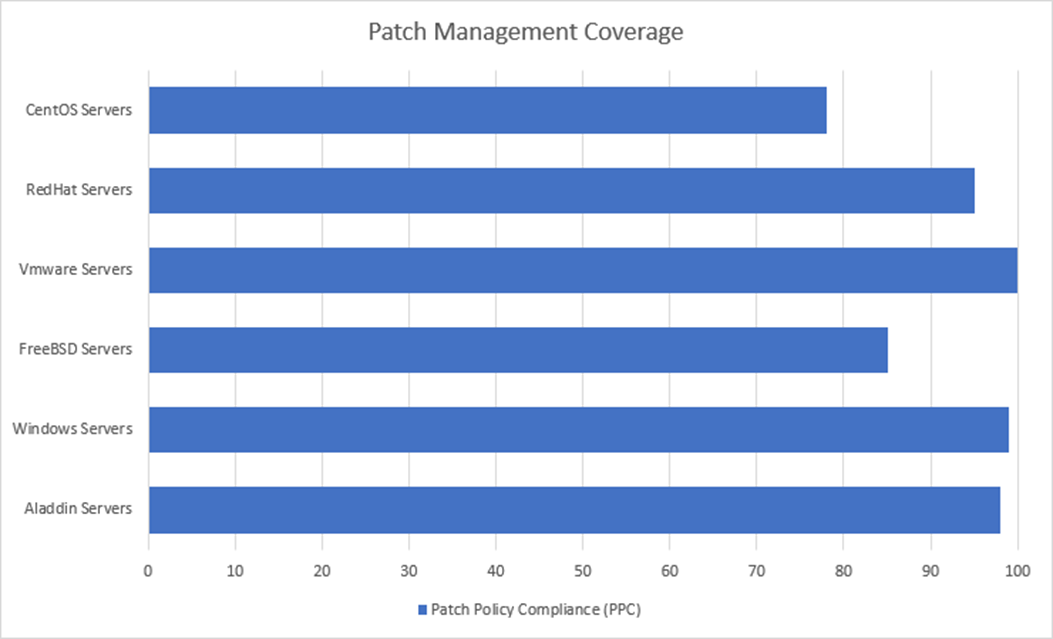 Patch Management Coverage
CentOS Servers
RedHat Servers
Vmware Servers
FreeBSD Servers
Windows Servers
Aladdin Servers
0 10 20 30 40 50 60 70 80 90 100
Patch Policy Compliance (PPC)